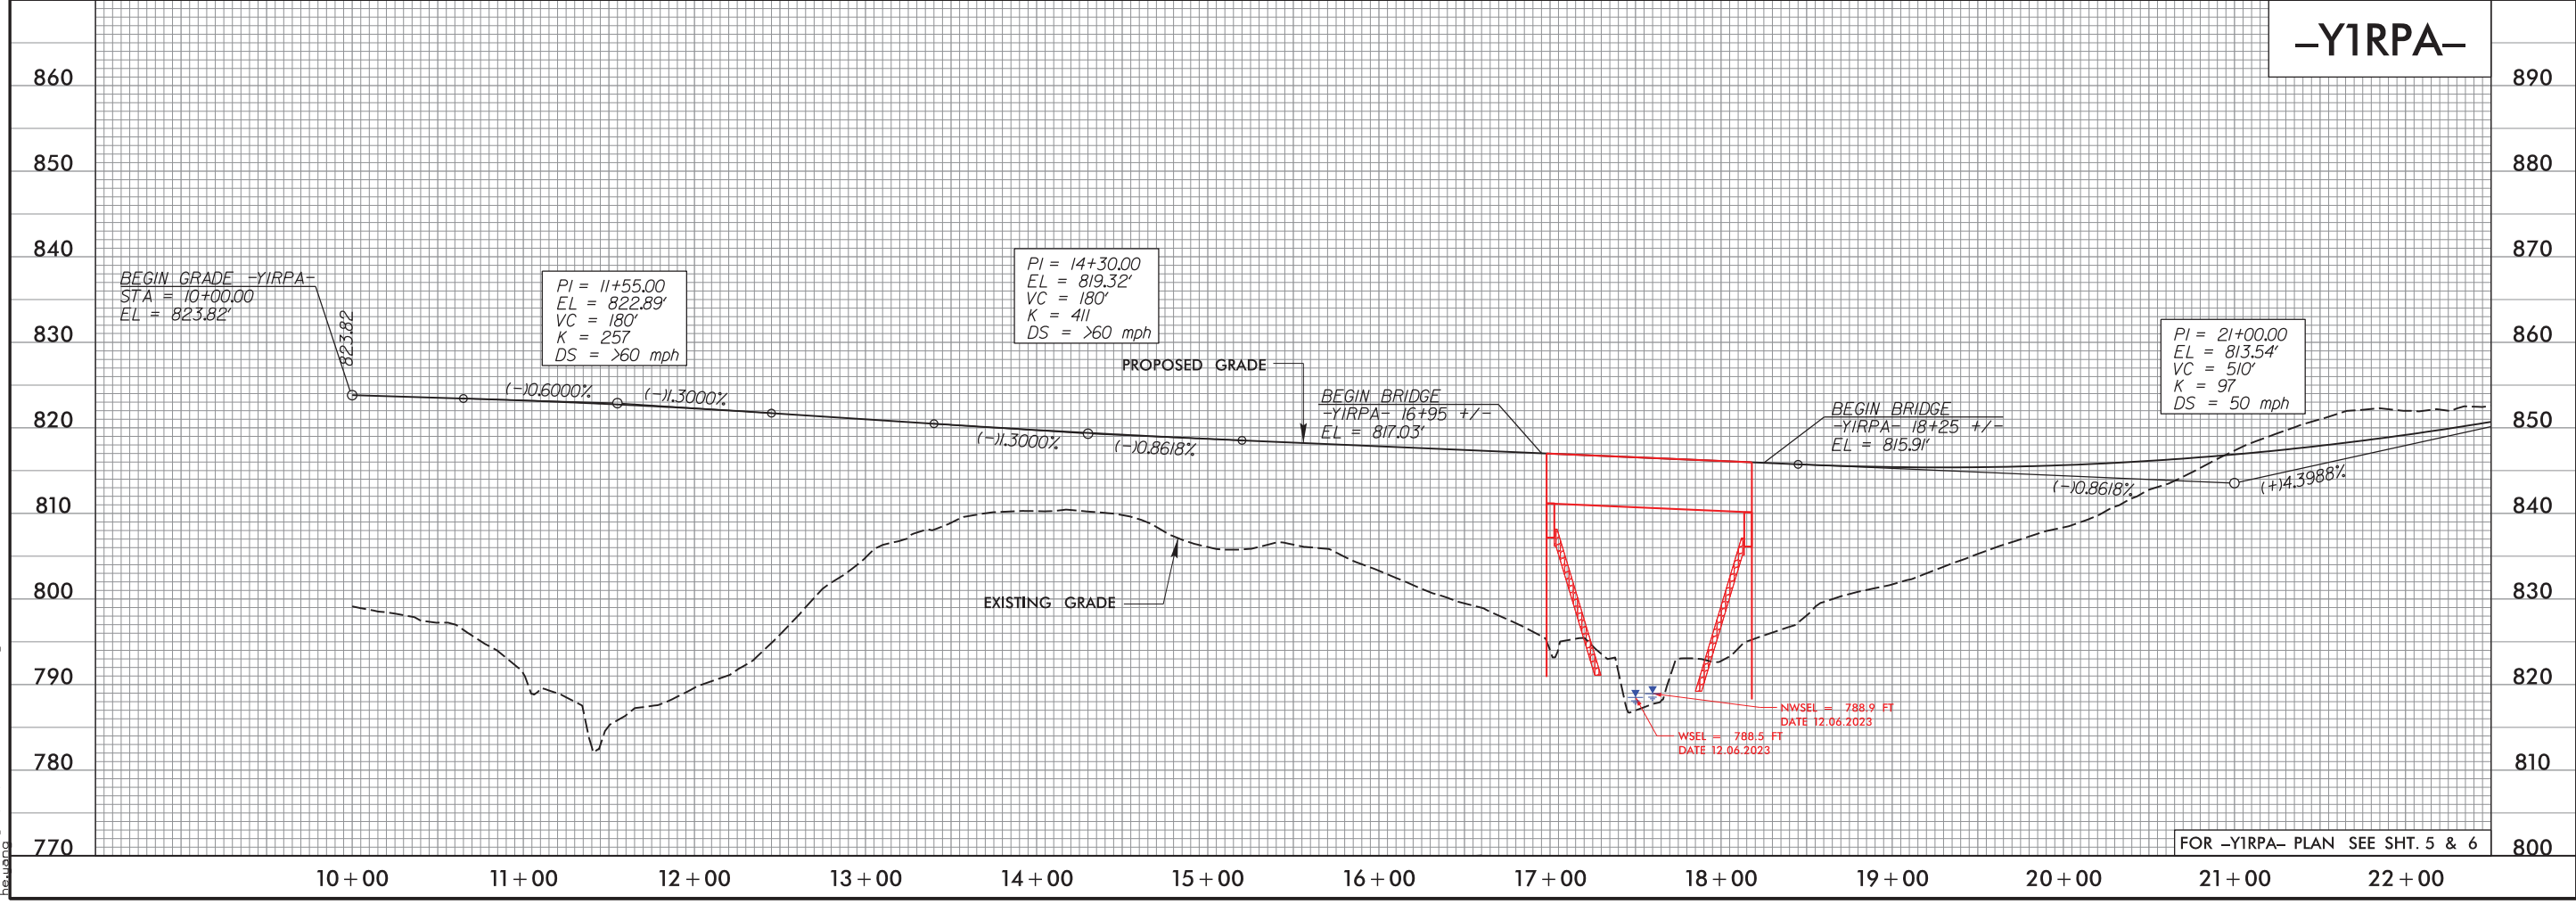 –Y1RPA–
860
890
850
880
840
870
BEGIN GRADE -Y1RPA-
STA = 10+00.00
EL = 823.82'
823.82
PI = 11+55.00
EL = 822.89'
VC = 180'
K = 257
DS = >60 mph
PI = 14+30.00
EL = 819.32'
VC = 180'
K = 411
DS = >60 mph
830
860
PI = 21+00.00
EL = 813.54'
VC = 510'
K = 97
DS = 50 mph
PROPOSED GRADE
(-)0.6000%
(-)1.3000%
BEGIN BRIDGE
-Y1RPA- 16+95 +/-
EL = 817.03'
BEGIN BRIDGE
-Y1RPA- 18+25 +/-
EL = 815.91'
820
850
(-)1.3000%
(-)0.8618%
(-)0.8618%
(+)4.3988%
810
840
EXISTING GRADE
800
830
790
820
NWSEL = 788.9 FT
DATE 12.06.2023
WSEL = 788.5 FT
DATE 12.06.2023
780
810
770
800
FOR –Y1RPA– PLAN SEE SHT. 5 & 6
10+00 11+00 12+00 13+00 14+00 15+00 16+00 17+00 18+00 19+00 20+00 21+00 22+00